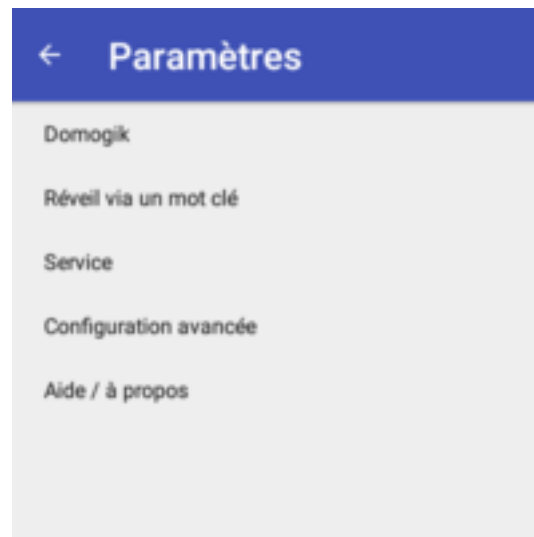 Paramètres
Domogik
Réveil via un mot clé
Service
Configuration avancée
Aide / à propos